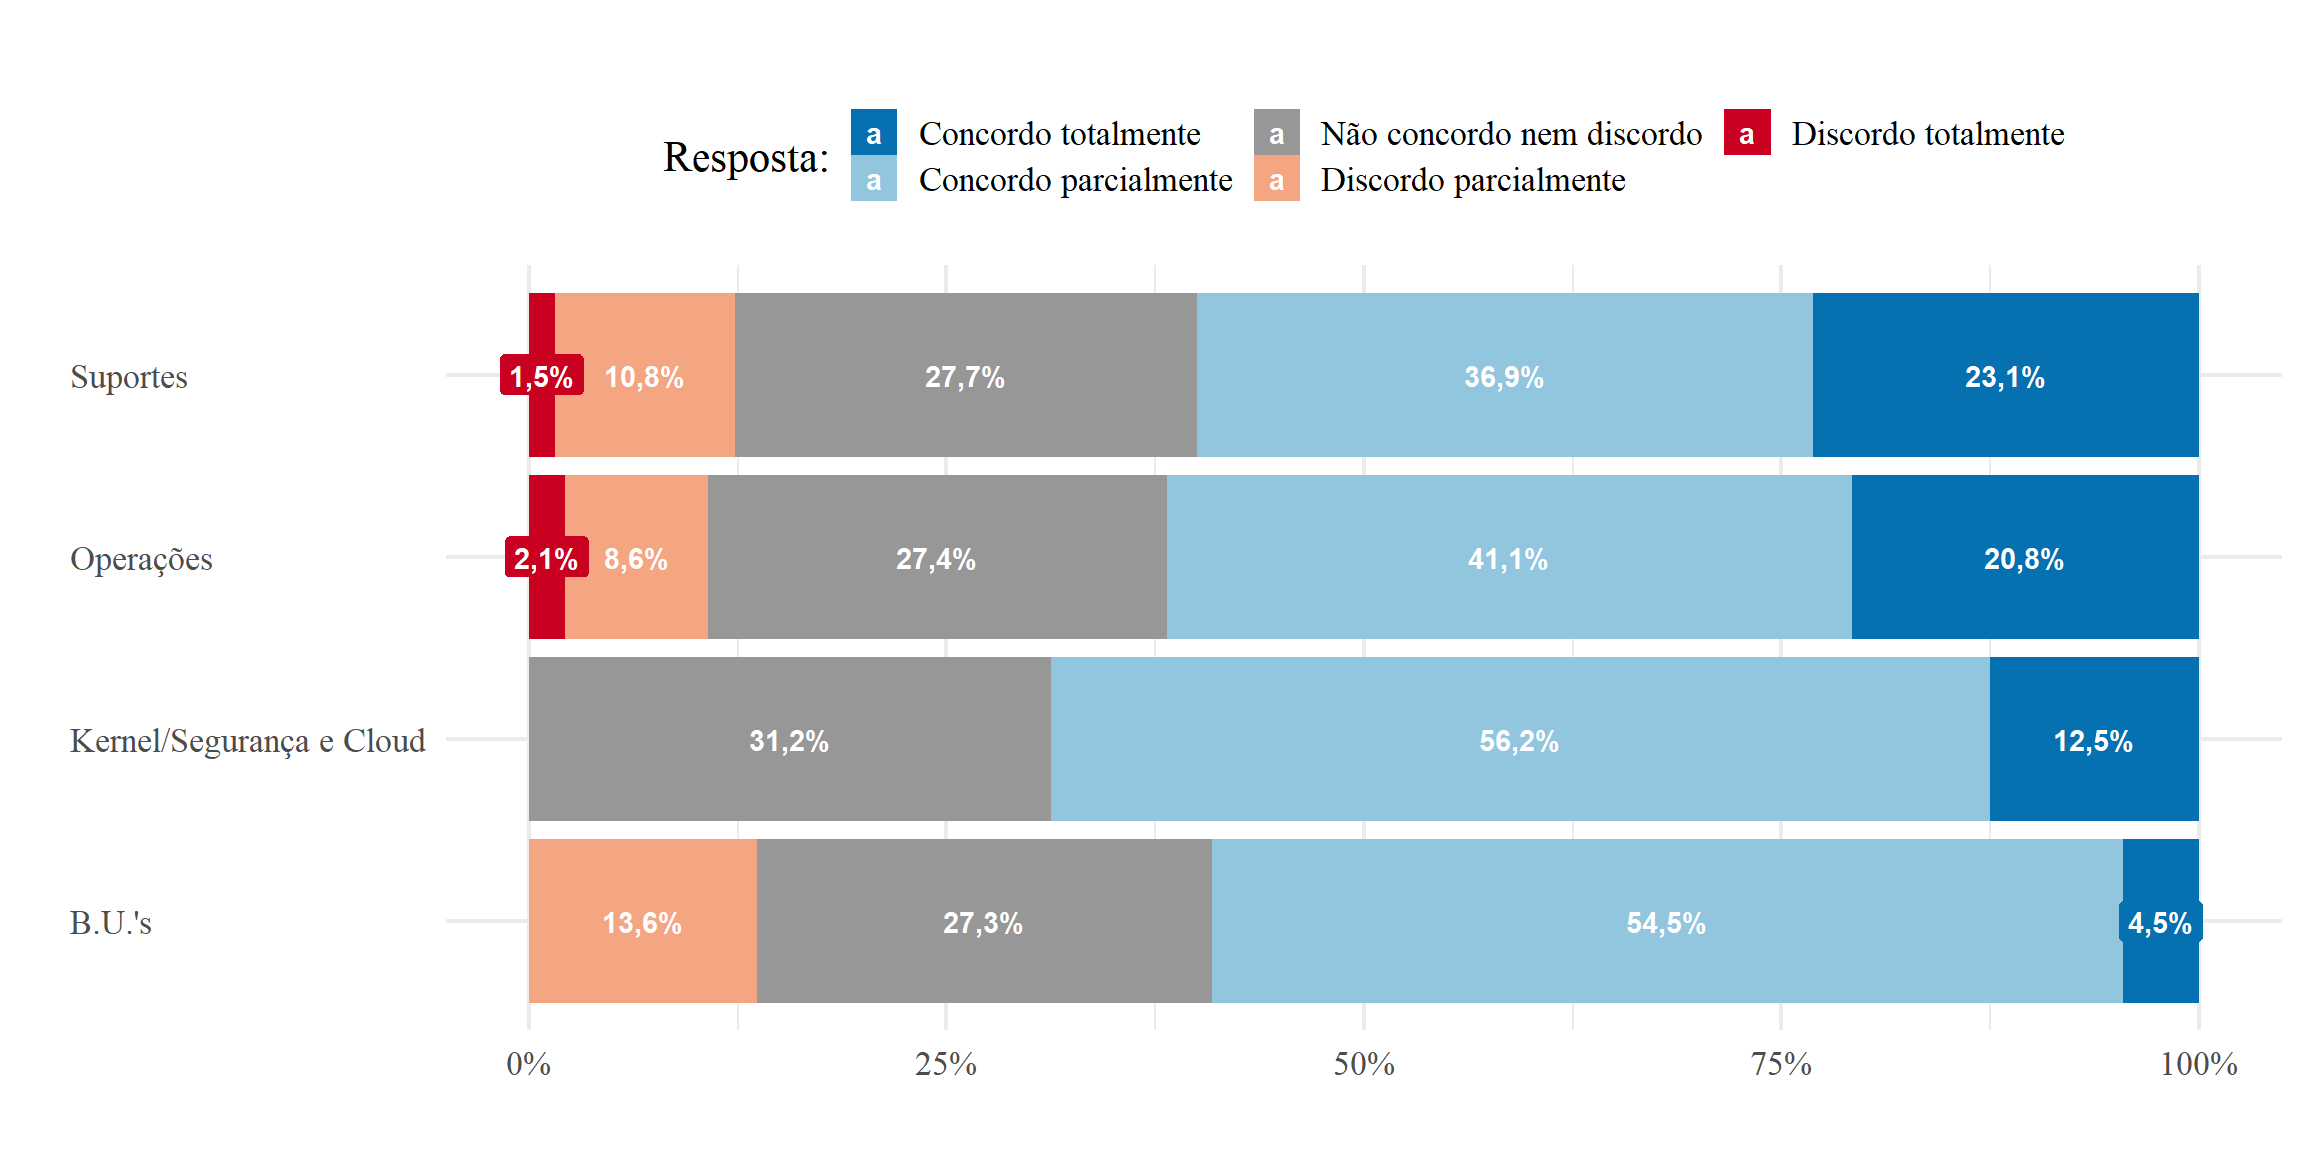 Resposta:
a Concordo totalmente a Não concordo nem discordo a Discordo totalmente
a Concordo parcialmente a Discordo parcialmente
Suportes 1,5% 10,8% 27,7% 36,9% 23,1%
Operações 2,1% 8,6% 27,4% 41,1% 20,8%
Kernel/Segurança e Cloud 31,2% 56,2% 12,5%
B.U.'s 13,6% 27,3% 54,5% 4,5%
0% 25% 50% 75% 100%